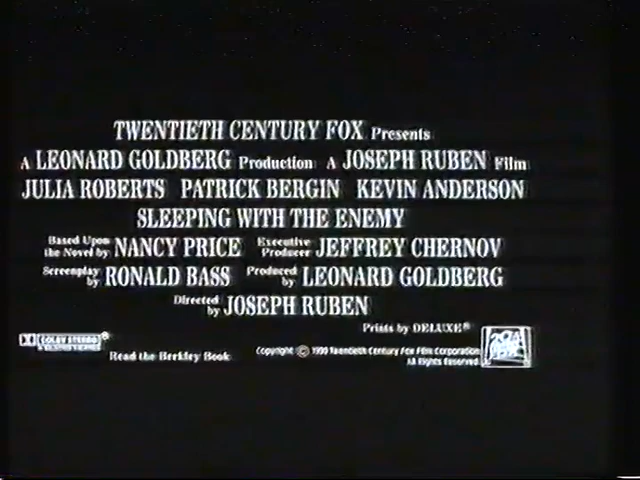 TWENTIETH CENTURY FOX Presents
A LEONARD GOLDBERG Production A JOSEPH RUBEN Film
JULIA ROBERTS PATRICK BERGIN KEVIN ANDERSON
SLEEPING WITH THE ENEMY
Based Upon the Novel by NANCY PRICE Executive Producer JEFFREY CHERNOV
Screenplay by RONALD BASS Produced by LEONARD GOLDBERG
Directed by JOSEPH RUBEN
Prints by DELUXE®
DOLBY STEREO®
Read the Berkley Book
Copyright © 1990 Twentieth Century Fox Film Corporation
All Rights Reserved